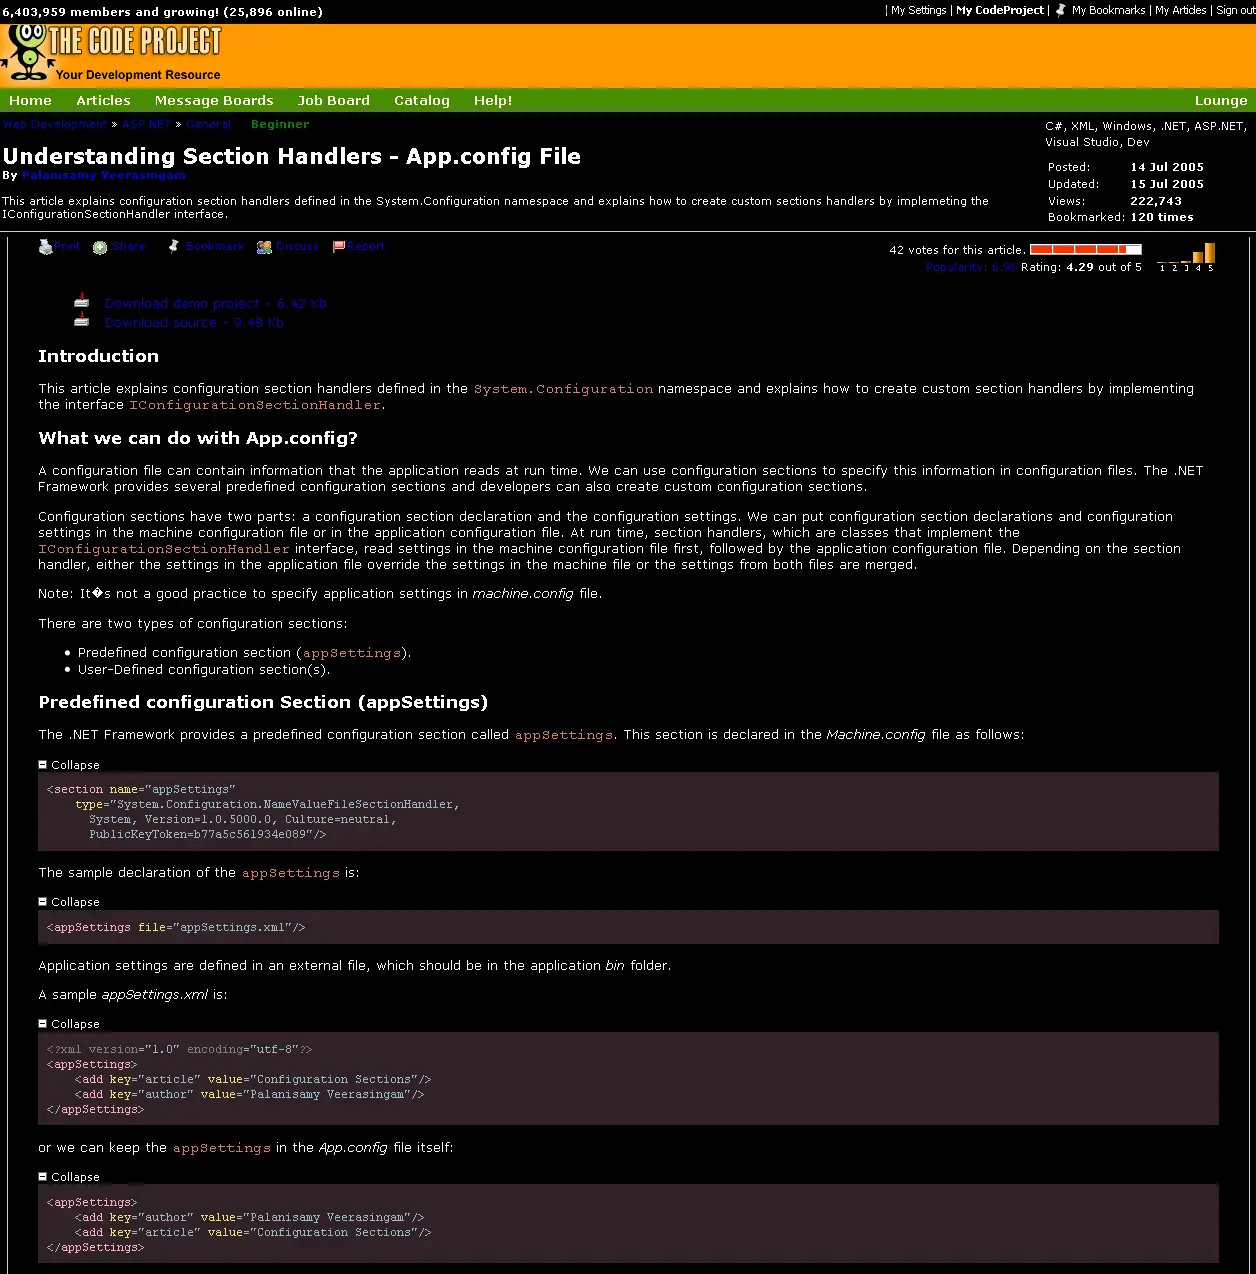 6,403,959 members and growing! (25,896 online)
| My Settings | My CodeProject | My Bookmarks | My Articles | Sign out
THE CODE PROJECT
Your Development Resource
Home Articles Message Boards Job Board Catalog Help! Lounge
Web Development » ASP.NET » General Beginner
C#, XML, Windows, .NET, ASP.NET,
Visual Studio, Dev
Understanding Section Handlers - App.config File
By Palanisamy Veerasingam
Posted: 14 Jul 2005
Updated: 15 Jul 2005
Views: 222,743
Bookmarked: 120 times
This article explains configuration section handlers defined in the System.Configuration namespace and explains how to create custom sections handlers by implemeting the
IConfigurationSectionHandler interface.
Print Share Bookmark Discuss Report
42 votes for this article.
Popularity: 6.96 Rating: 4.29 out of 5
1 2 3 4 5
Download demo project - 6.42 Kb
Download source - 9.48 Kb
Introduction
This article explains configuration section handlers defined in the System.Configuration namespace and explains how to create custom section handlers by implementing
the interface IConfigurationSectionHandler.
What we can do with App.config?
A configuration file can contain information that the application reads at run time. We can use configuration sections to specify this information in configuration files. The .NET
Framework provides several predefined configuration sections and developers can also create custom configuration sections.
Configuration sections have two parts: a configuration section declaration and the configuration settings. We can put configuration section declarations and configuration
settings in the machine configuration file or in the application configuration file. At run time, section handlers, which are classes that implement the
IConfigurationSectionHandler interface, read settings in the machine configuration file first, followed by the application configuration file. Depending on the section
handler, either the settings in the application file override the settings in the machine file or the settings from both files are merged.
Note: It�s not a good practice to specify application settings in machine.config file.
There are two types of configuration sections:
• Predefined configuration section (appSettings).
• User-Defined configuration section(s).
Predefined configuration Section (appSettings)
The .NET Framework provides a predefined configuration section called appSettings. This section is declared in the Machine.config file as follows:
Collapse
<section name="appSettings"
type="System.Configuration.NameValueFileSectionHandler,
System, Version=1.0.5000.0, Culture=neutral,
PublicKeyToken=b77a5c561934e089"/>
The sample declaration of the appSettings is:
Collapse
<appSettings file="appSettings.xml"/>
Application settings are defined in an external file, which should be in the application bin folder.
A sample appSettings.xml is:
Collapse
<?xml version="1.0" encoding="utf-8"?>
<appSettings>
<add key="article" value="Configuration Sections"/>
<add key="author" value="Palanisamy Veerasingam"/>
</appSettings>
or we can keep the appSettings in the App.config file itself:
Collapse
<appSettings>
<add key="author" value="Palanisamy Veerasingam"/>
<add key="article" value="Configuration Sections"/>
</appSettings>